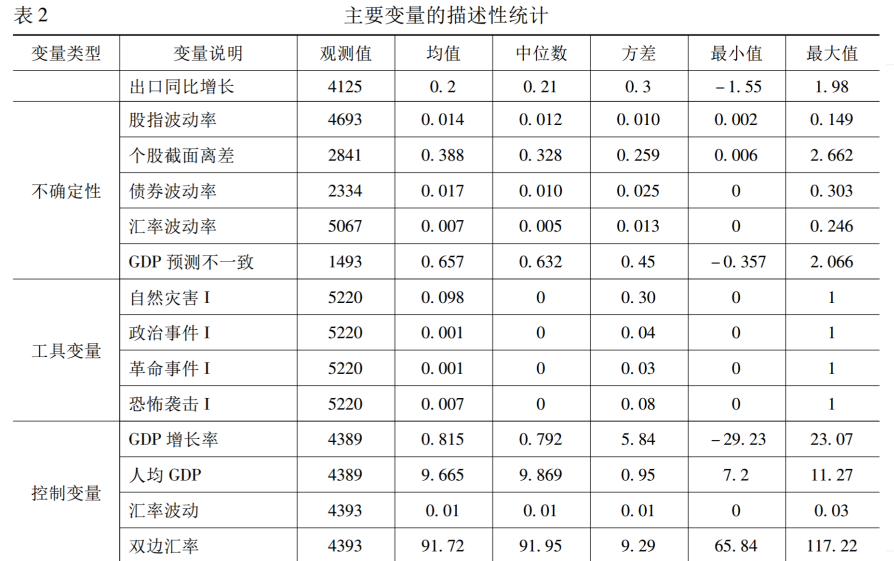 表 2 主要变量的描述性统计
变量类型 变量说明 观测值 均值 中位数 方差 最小值 最大值
出口同比增长 4125 0. 2 0. 21 0. 3 -1. 55 1. 98
股指波动率 4693 0. 014 0. 012 0. 010 0. 002 0. 149
个股截面离差 2841 0. 388 0. 328 0. 259 0. 006 2. 662
不确定性 债券波动率 2334 0. 017 0. 010 0. 025 0 0. 303
汇率波动率 5067 0. 007 0. 005 0. 013 0 0. 246
GDP 预测不一致 1493 0. 657 0. 632 0. 45 -0. 357 2. 066
自然灾害 I 5220 0. 098 0 0. 30 0 1
政治事件 I 5220 0. 001 0 0. 04 0 1
工具变量
革命事件 I 5220 0. 001 0 0. 03 0 1
恐怖袭击 I 5220 0. 007 0 0. 08 0 1
GDP 增长率 4389 0. 815 0. 792 5. 84 -29. 23 23. 07
人均 GDP 4389 9. 665 9. 869 0. 95 7. 2 11. 27
控制变量
汇率波动 4393 0. 01 0. 01 0. 01 0 0. 03
双边汇率 4393 91. 72 91. 95 9. 29 65. 84 117. 22